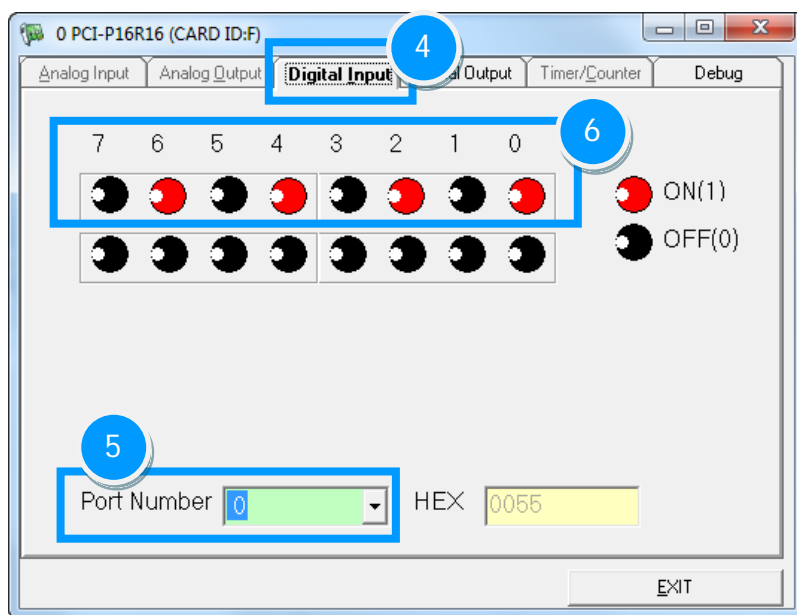 0 PCI-P16R16 (CARD ID:F)
4
Analog Input Analog Output Digital Input Output Timer/Counter Debug
6
7 6 5 4 3 2 1 0
ON(1)
OFF(0)
5
Port Number 0 HEX 0055
EXIT